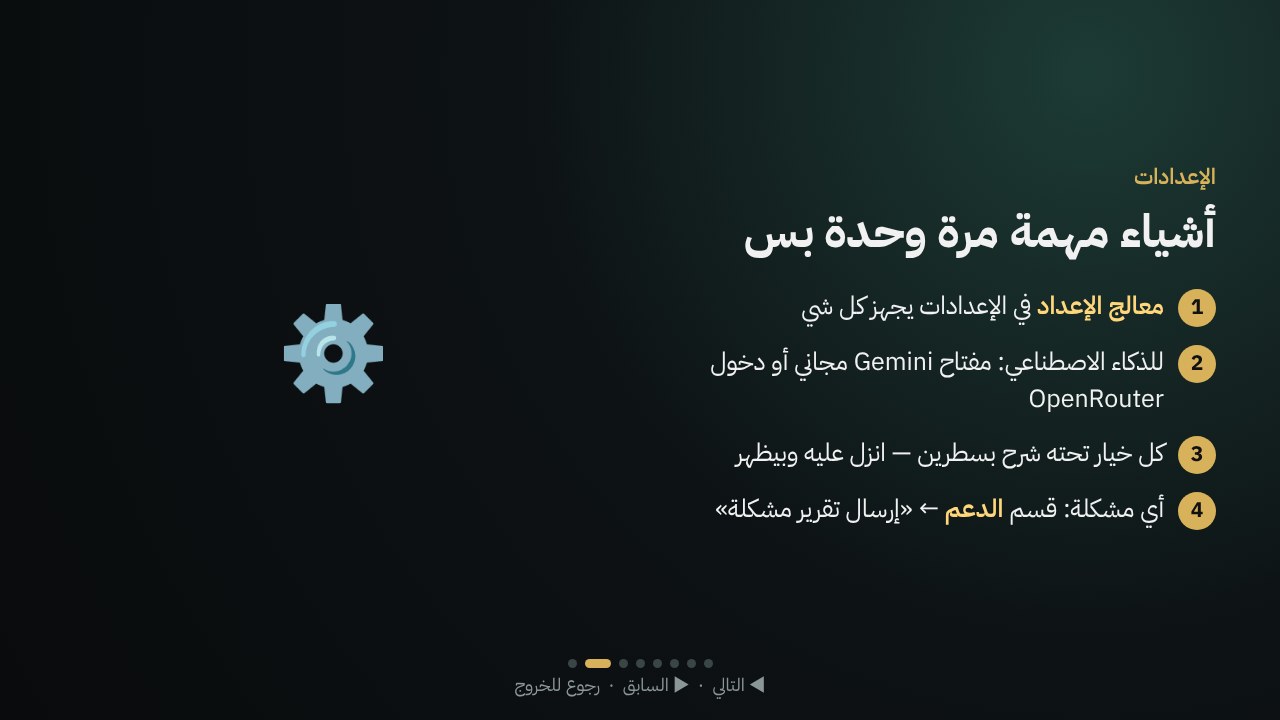 الإعدادات
أشياء مهمة مرة وحدة بس
1 معالج الإعداد في الإعدادات يجهز كل شي
2 للذكاء الاصطناعي: مفتاح Gemini مجاني أو دخول
OpenRouter
3 كل خيار تحته شرح بسطرين — انزل عليه وبيظهر
4 أي مشكلة: قسم الدعم ← «إرسال تقرير مشكلة»
◀ التالي · ▶ السابق · رجوع للخروج